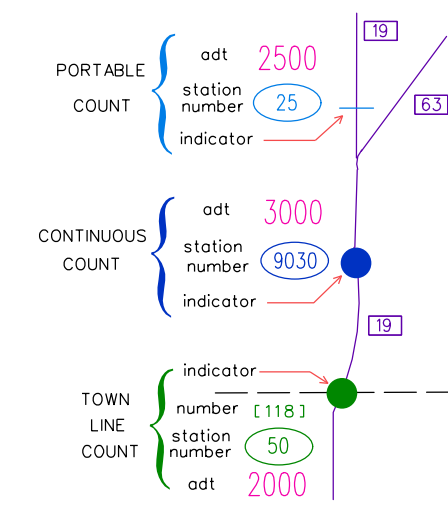 19
adt 2500
PORTABLE
COUNT
station
number 25
63
indicator
adt 3000
CONTINUOUS
COUNT
station
number 9030
indicator
19
indicator
TOWN
LINE
COUNT
number [118]
station
number 50
adt 2000